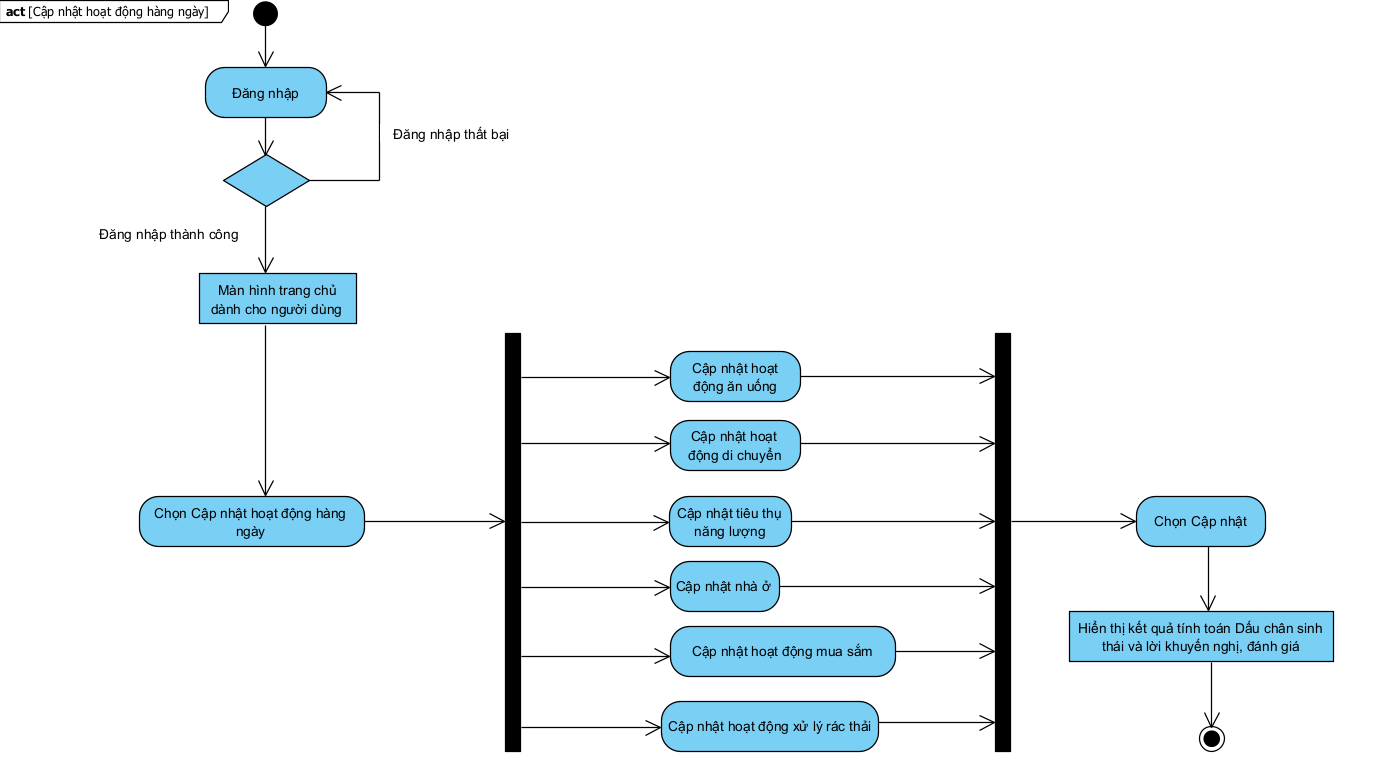 act [Cập nhật hoạt động hàng ngày]
Đăng nhập
Đăng nhập thất bại
Đăng nhập thành công
Màn hình trang chủ
dành cho người dùng
Chọn Cập nhật hoạt động hàng
ngày
Cập nhật hoạt
động ăn uống
Cập nhật hoạt
động di chuyển
Cập nhật tiêu thụ
năng lượng
Cập nhật nhà ở
Cập nhật hoạt động mua sắm
Cập nhật hoạt động xử lý rác thải
Chọn Cập nhật
Hiển thị kết quả tính toán Dấu chân sinh
thái và lời khuyến nghị, đánh giá